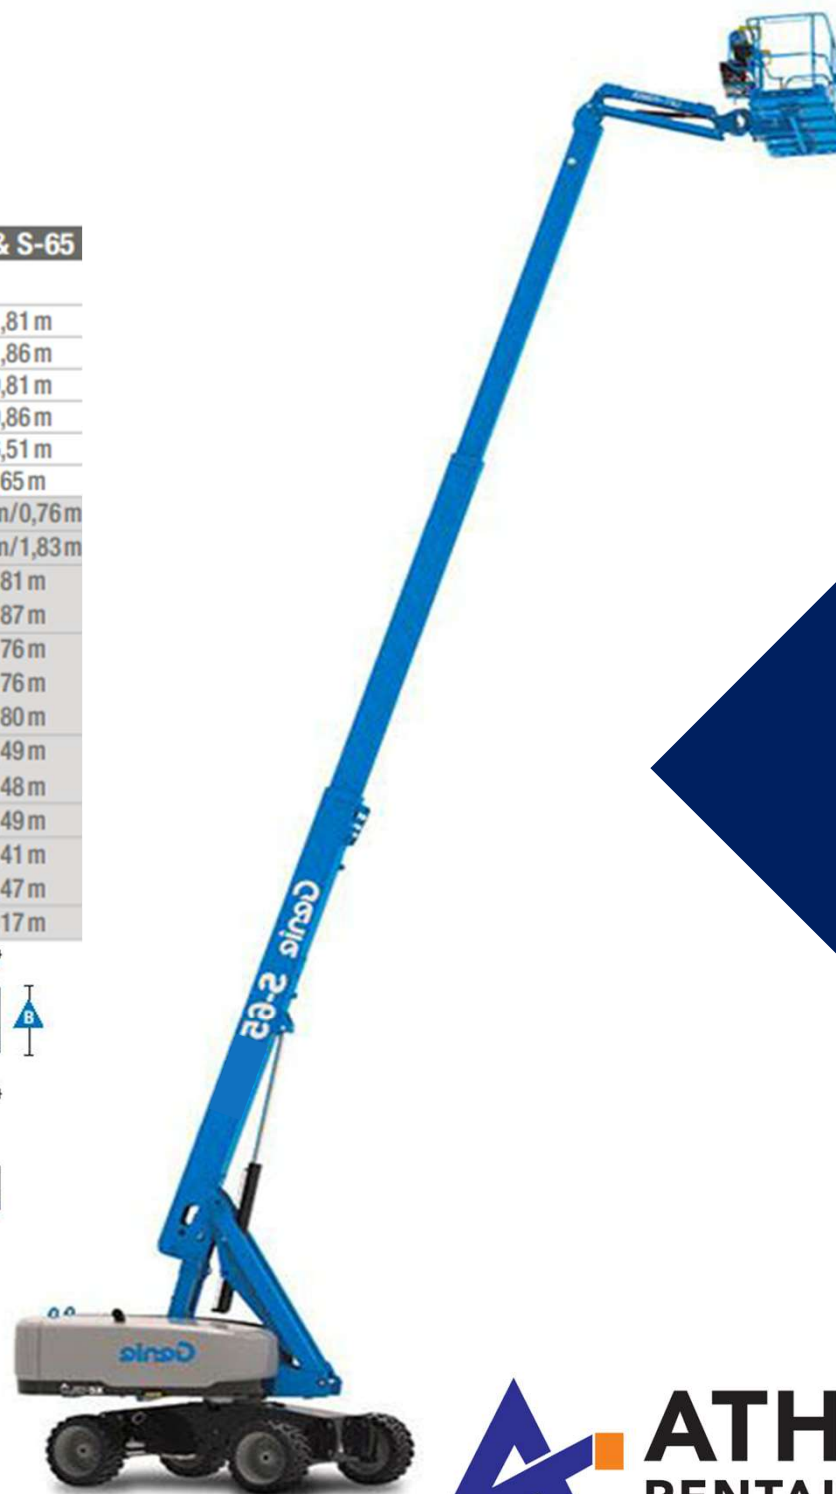 & S-65
,81 m
,86 m
,81 m
,86 m
,51 m
65 m
m/0,76 m
m/1,83 m
81 m
87 m
76 m
76 m
80 m
49 m
48 m
49 m
41 m
47 m
17 m
B
Genie S-65
Genie
ATH
RENTAL